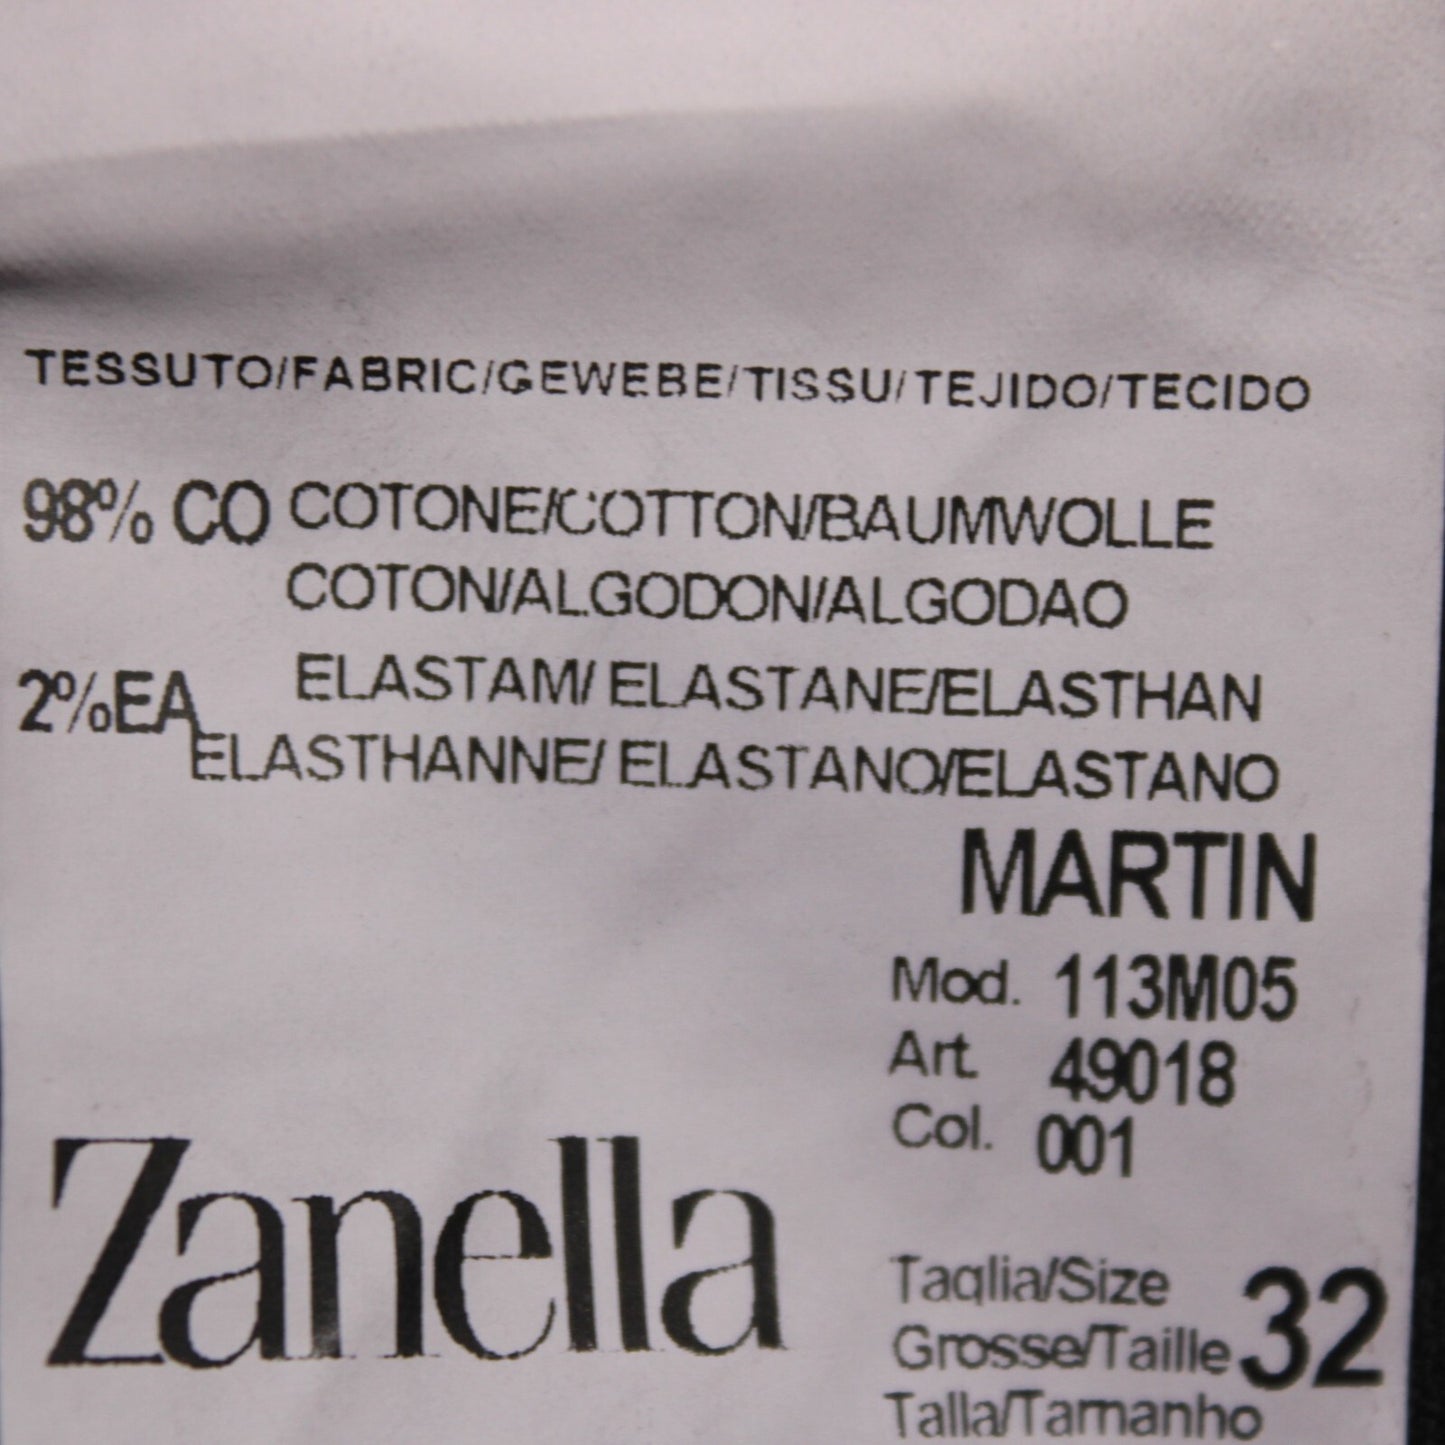 TESSUTO/FABRIC/GEWEBE/TISSU/TEJIDO/TECIDO
98% CO COTONE/COTTON/BAUMWOLLE
COTON/ALGODON/ALGODAO
2%EA ELASTAM/ ELASTANE/ELASTHAN
ELASTHANNE/ ELASTANO/ELASTANO
MARTIN
Mod. 113M05
Art. 49018
Col. 001
Zanella
Taglia/Size
Grosse/Taille 32
Talla/Tamanho